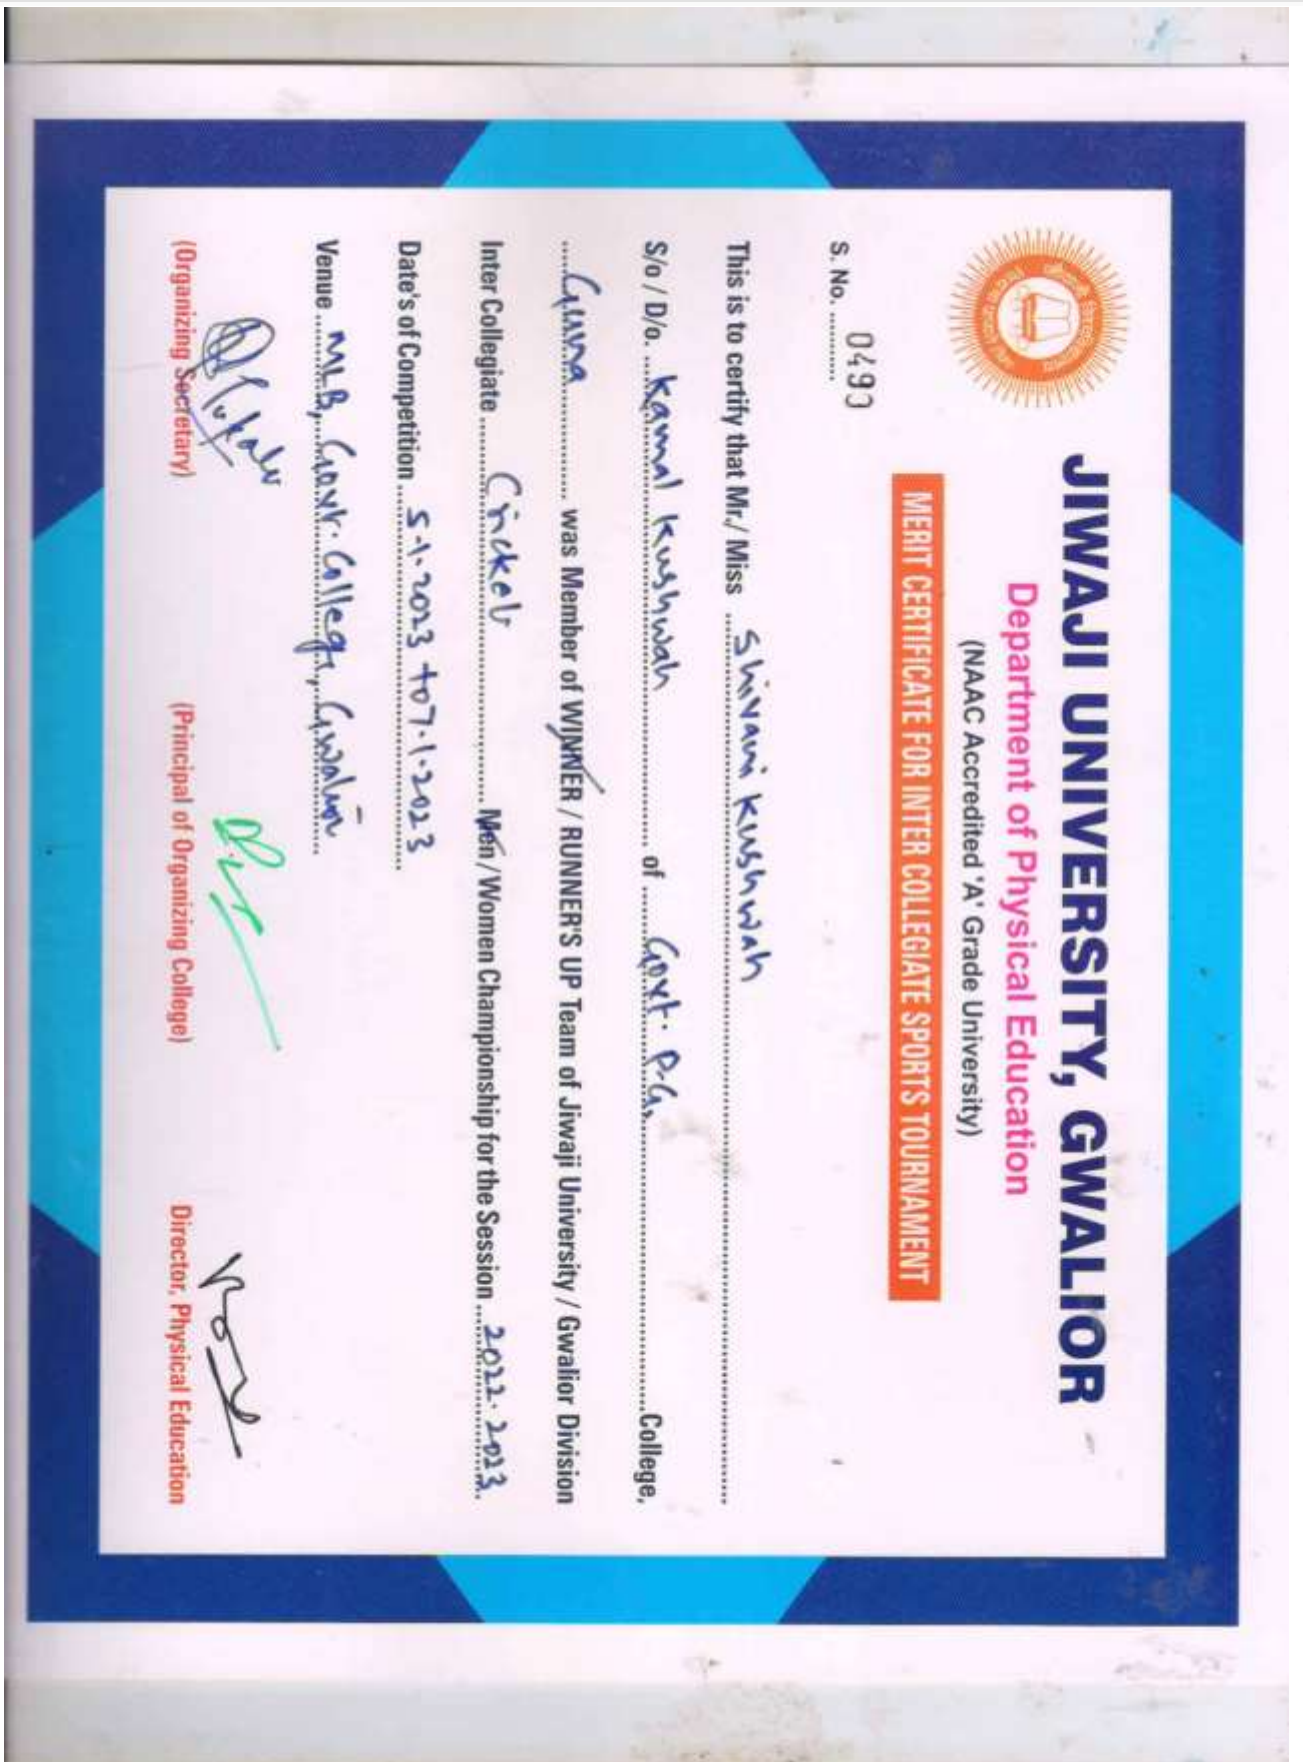 JIWAJI UNIVERSITY, GWALIOR
Department of Physical Education
(NAAC Accredited 'A' Grade University)
MERIT CERTIFICATE FOR INTER COLLEGIATE SPORTS TOURNAMENT
S. No. .......... 0490
This is to certify that Mr./ Miss ....Shivani Kushwah....
S/o / D/o. ....Kamal Kushwah.... of ....Govt. P.G.....College,
....Guna.... was Member of WINNER / RUNNER'S UP Team of Jiwaji University / Gwalior Division
Inter Collegiate ....Cricket.... Men / Women Championship for the Session ...2022-2023.
Date's of Competition ...5-1-2023 to 7-1-2023
Venue ...MLB, Govt. College, Gwalior
(Organizing Secretary) (Principal of Organizing College) Director, Physical Education